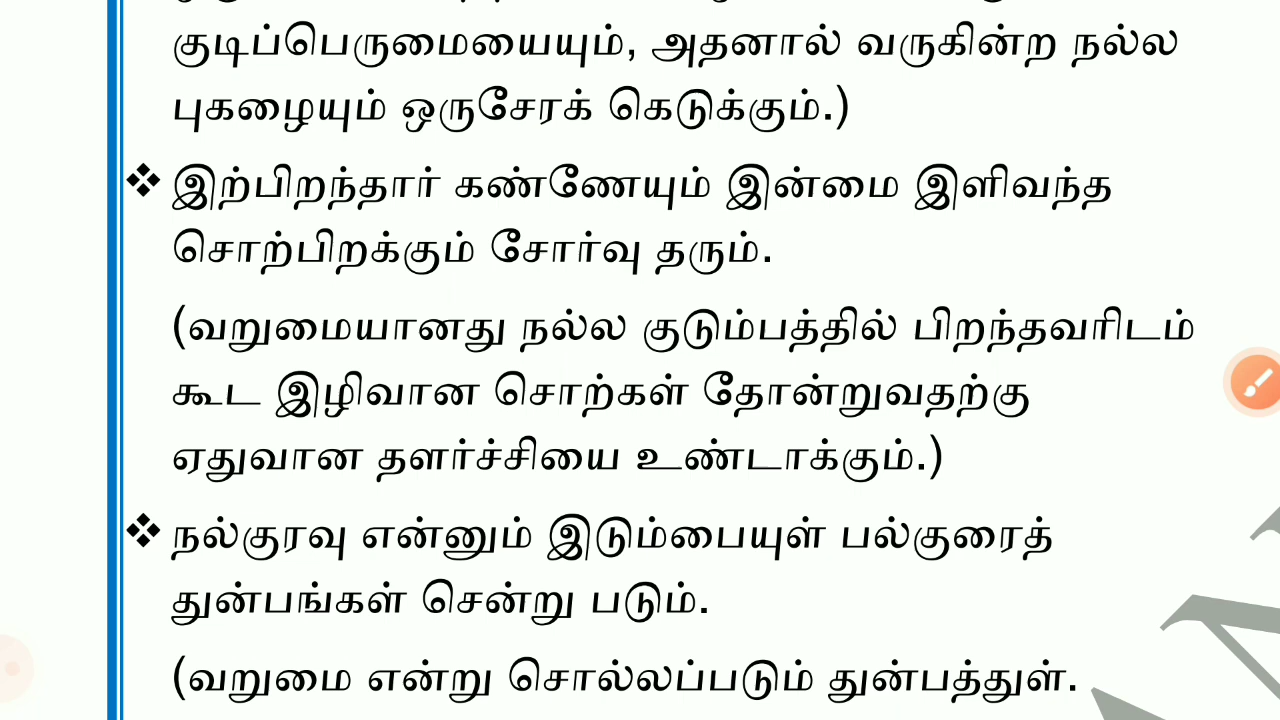 குடிப்பெருமையையும், அதனால் வருகின்ற நல்ல
புகழையும் ஒருசேரக் கெடுக்கும்.)
❖ இற்பிறந்தார் கண்ணேயும் இன்மை இளிவந்த
சொற்பிறக்கும் சோர்வு தரும்.
(வறுமையானது நல்ல குடும்பத்தில் பிறந்தவரிடம்
கூட இழிவான சொற்கள் தோன்றுவதற்கு
ஏதுவான தளர்ச்சியை உண்டாக்கும்.)
❖ நல்குரவு என்னும் இடும்பையுள் பல்குரைத்
துன்பங்கள் சென்று படும்.
(வறுமை என்று சொல்லப்படும் துன்பத்துள்.